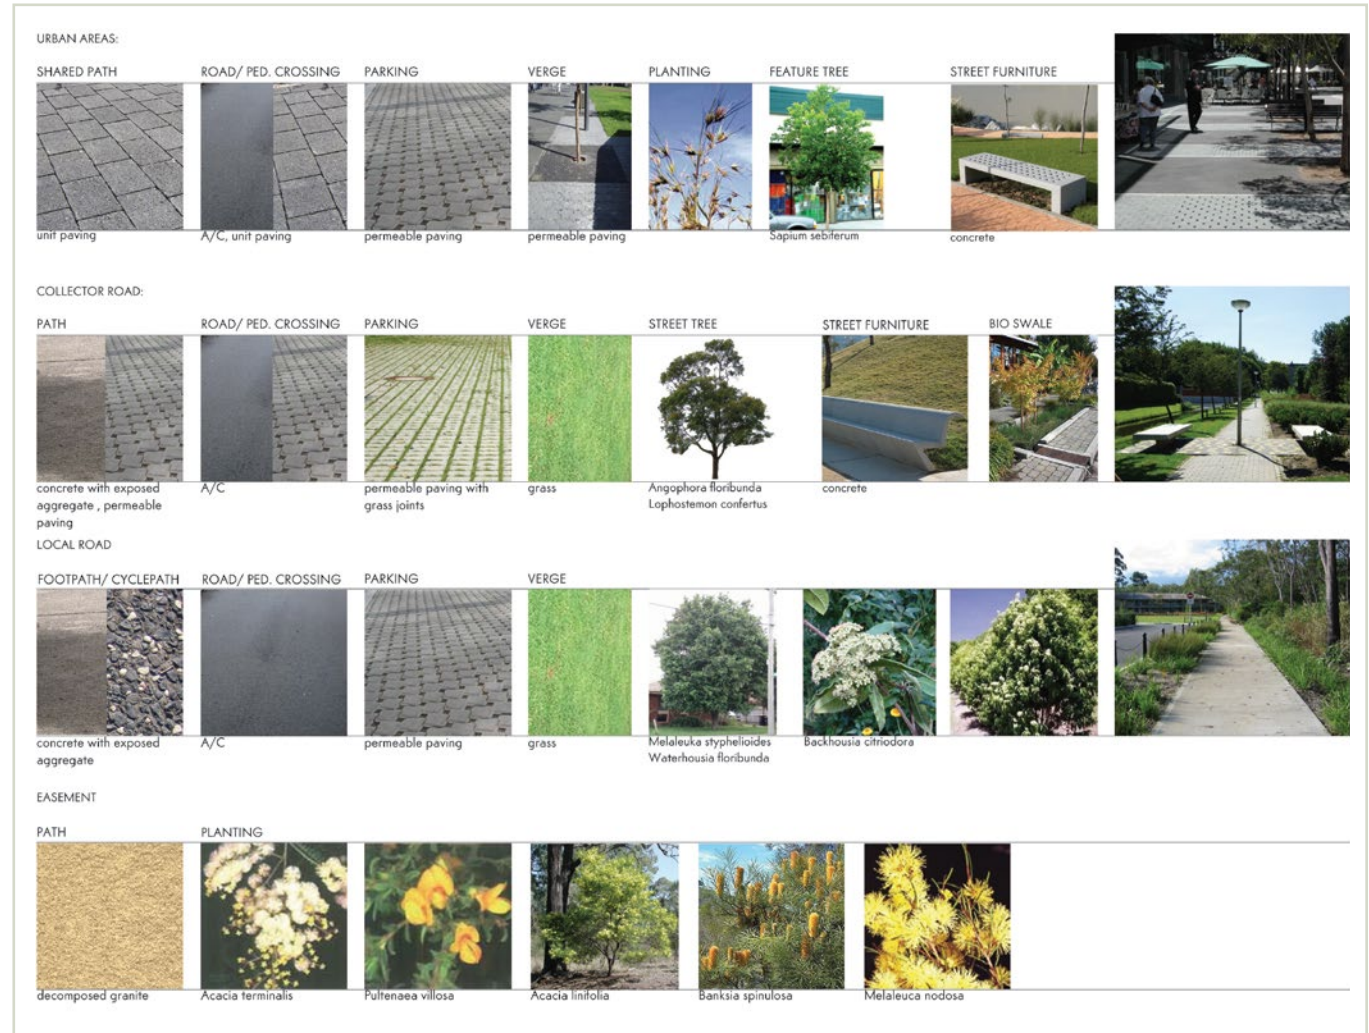 URBAN AREAS:
SHARED PATH ROAD/ PED. CROSSING PARKING VERGE PLANTING FEATURE TREE STREET FURNITURE
unit paving A/C, unit paving permeable paving permeable paving Sapium sebiferum concrete
COLLECTOR ROAD:
PATH ROAD/ PED. CROSSING PARKING VERGE STREET TREE STREET FURNITURE BIO SWALE
concrete with exposed A/C permeable paving with grass Angophora floribunda concrete
aggregate , permeable grass joints Lophostemon confertus
paving
LOCAL ROAD
FOOTPATH/ CYCLEPATH ROAD/ PED. CROSSING PARKING VERGE
concrete with exposed A/C permeable paving grass Melaleuka styphelioides Backhousia citriodora
aggregate Waterhousia floribunda
EASEMENT
PATH PLANTING
decomposed granite Acacia terminalis Pultenaea villosa Acacia linifolia Banksia spinulosa Melaleuca nodosa